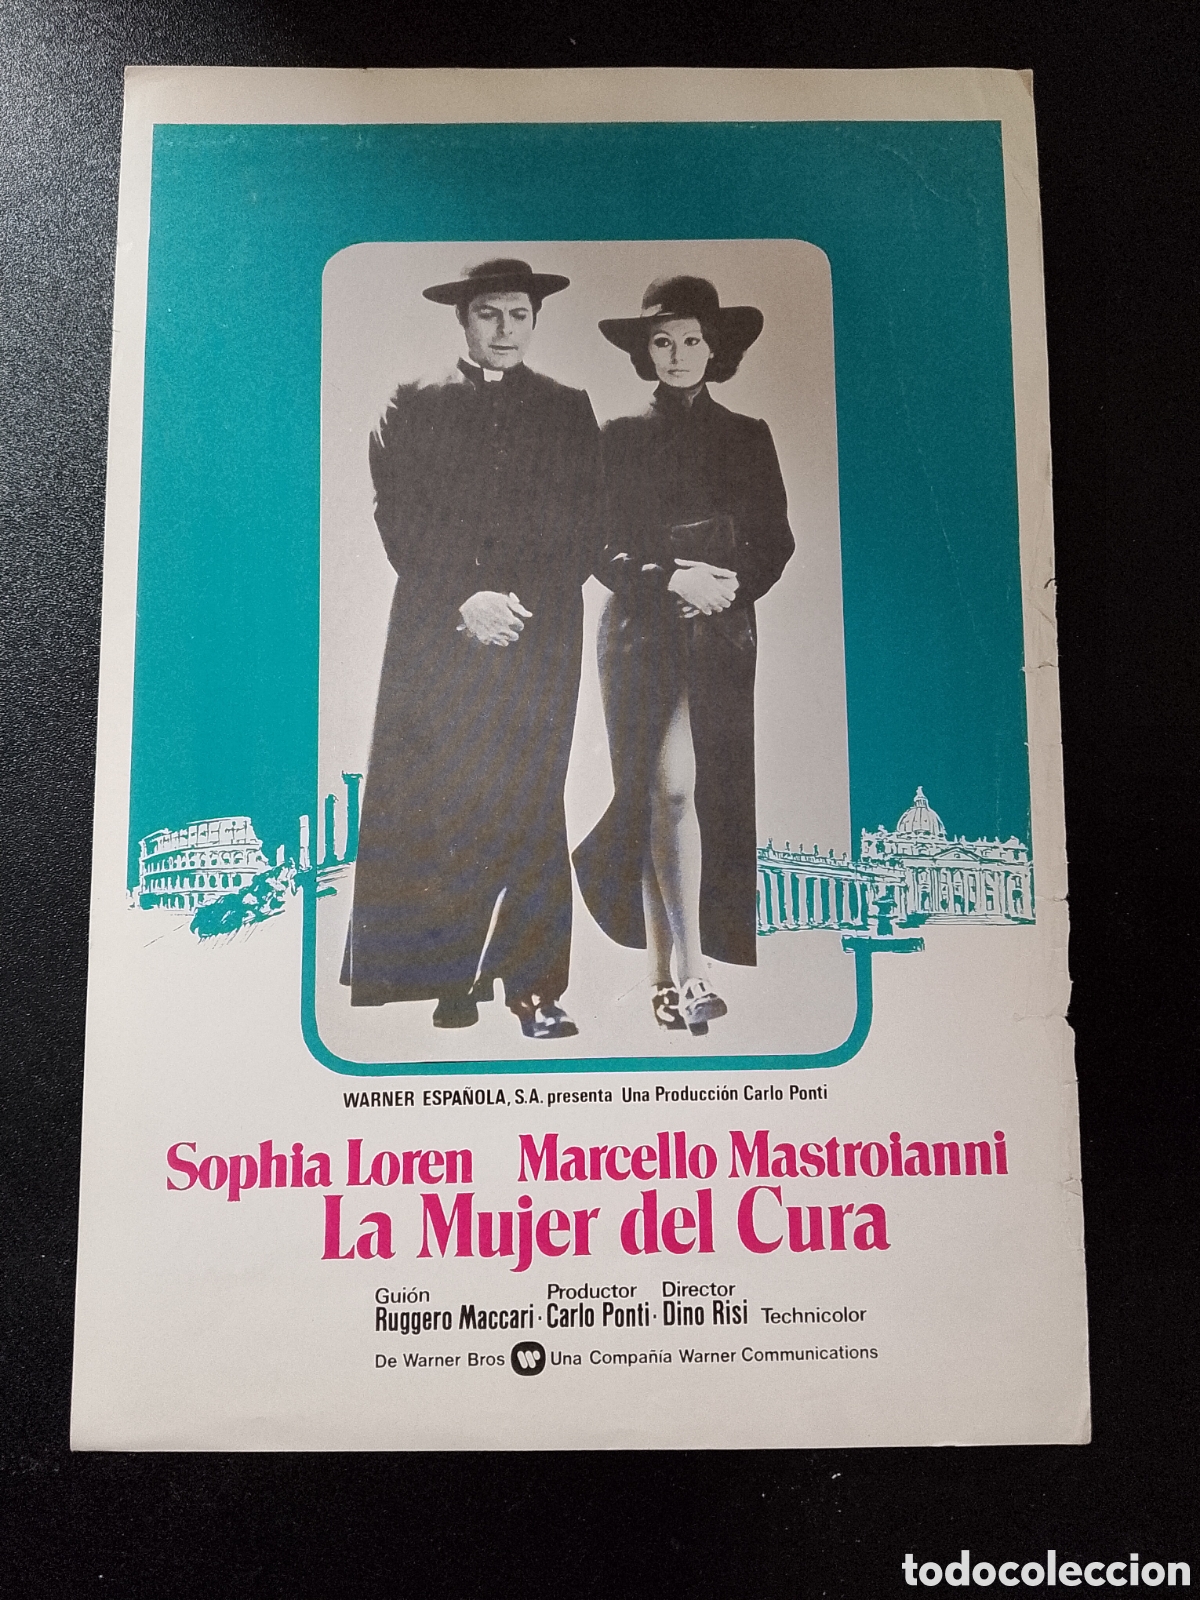 WARNER ESPAÑOLA, S.A. presenta Una Producción Carlo Ponti
Sophia Loren Marcello Mastroianni
La Mujer del Cura
Guión Productor Director
Ruggero Maccari · Carlo Ponti · Dino Risi Technicolor
De Warner Bros Una Compañía Warner Communications
todocoleccion